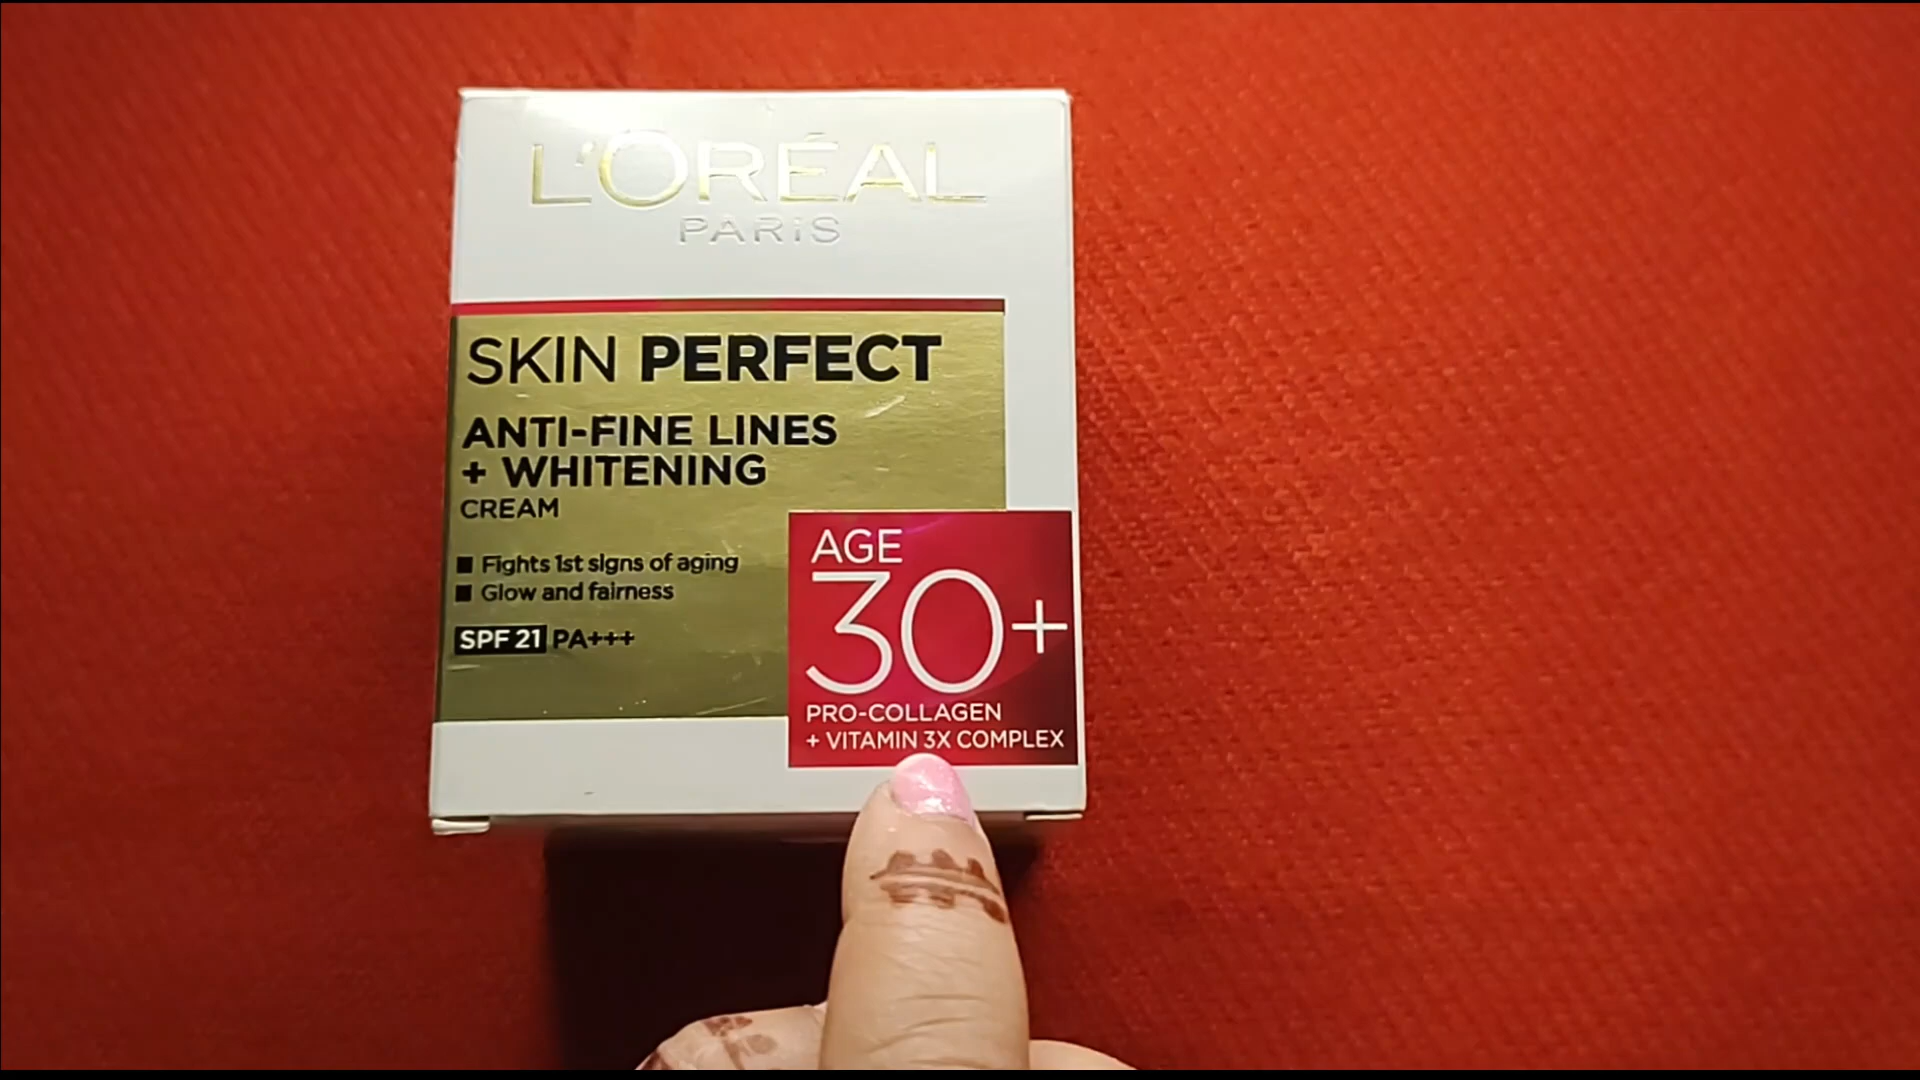 L'ORÉAL
PARiS
SKIN PERFECT
ANTI-FINE LINES
+ WHITENING
CREAM
■ Fights 1st signs of aging
■ Glow and fairness
SPF 21 PA+++
AGE
30+
PRO-COLLAGEN
+ VITAMIN 3X COMPLEX